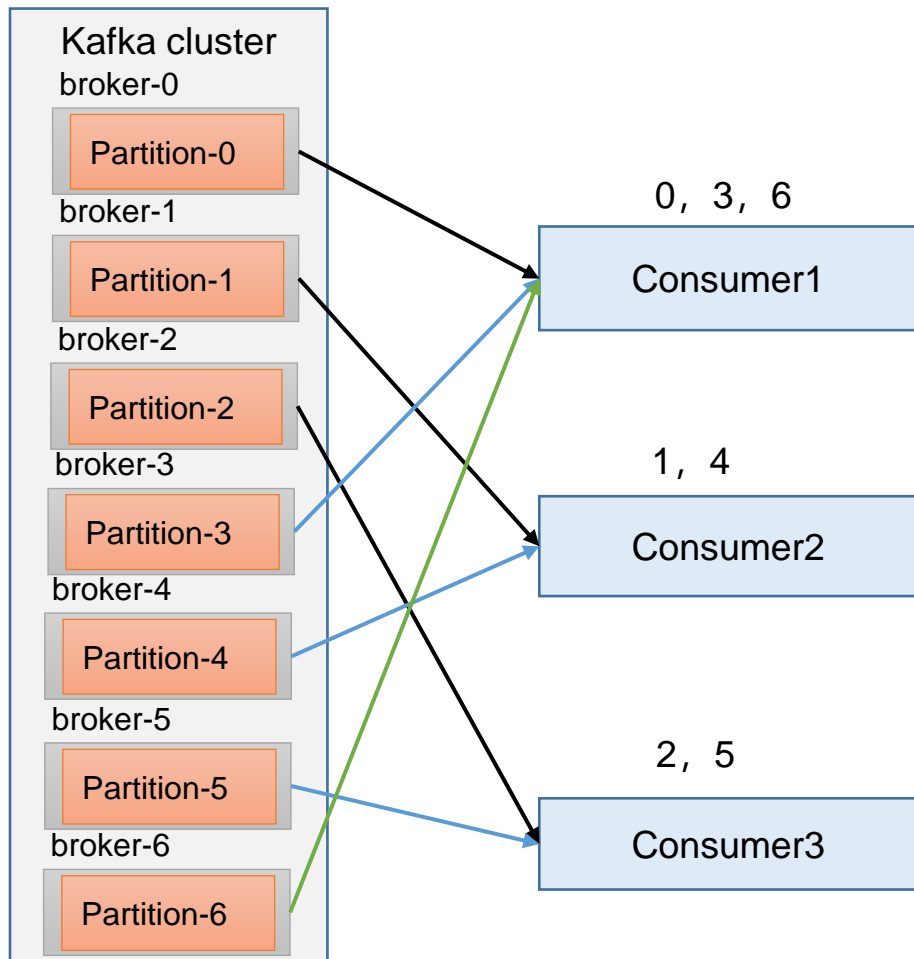 Kafka cluster
broker-0
Partition-0
broker-1
Partition-1
broker-2
Partition-2
broker-3
Partition-3
broker-4
Partition-4
broker-5
Partition-5
broker-6
Partition-6
0, 3, 6
Consumer1
1, 4
Consumer2
2, 5
Consumer3